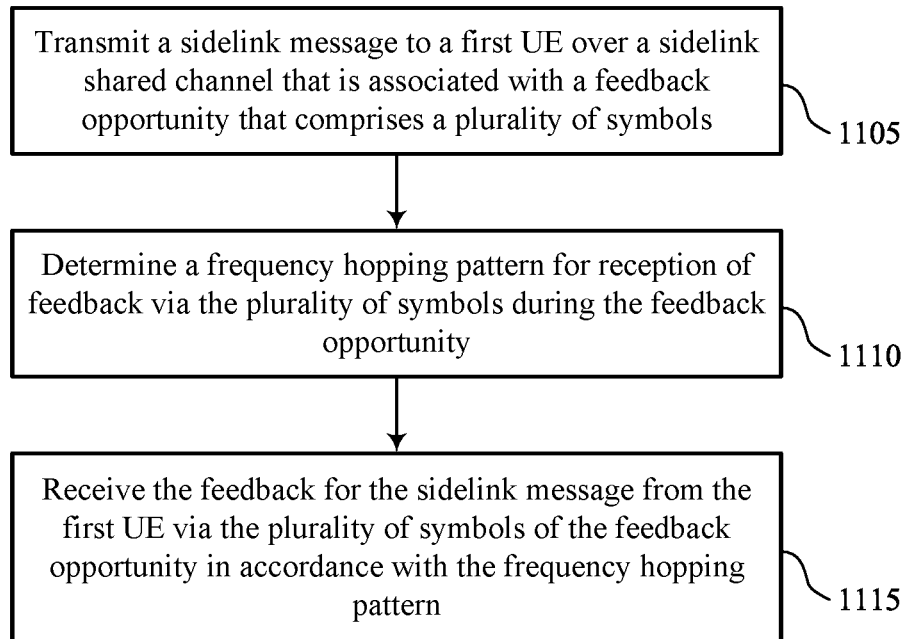 Transmit a sidelink message to a first UE over a sidelink
shared channel that is associated with a feedback
opportunity that comprises a plurality of symbols
1105
Determine a frequency hopping pattern for reception of
feedback via the plurality of symbols during the feedback
opportunity
1110
Receive the feedback for the sidelink message from the
first UE via the plurality of symbols of the feedback
opportunity in accordance with the frequency hopping
pattern
1115